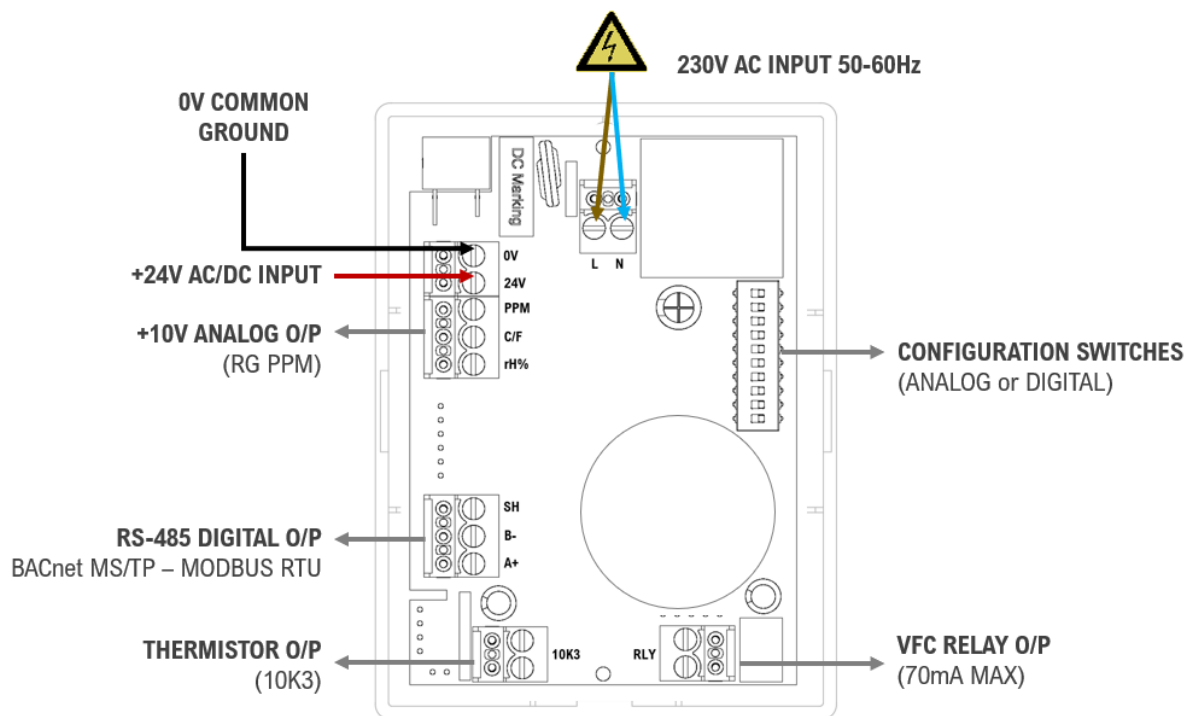 230V AC INPUT 50-60Hz
0V COMMON
GROUND
DC Marking
L N
0V
+24V AC/DC INPUT
24V
PPM
+10V ANALOG O/P
(RG PPM)
C/F
rH%
CONFIGURATION SWITCHES
(ANALOG or DIGITAL)
SH
RS-485 DIGITAL O/P
BACnet MS/TP – MODBUS RTU
B-
A+
THERMISTOR O/P
(10K3)
10K3
RLY
VFC RELAY O/P
(70mA MAX)